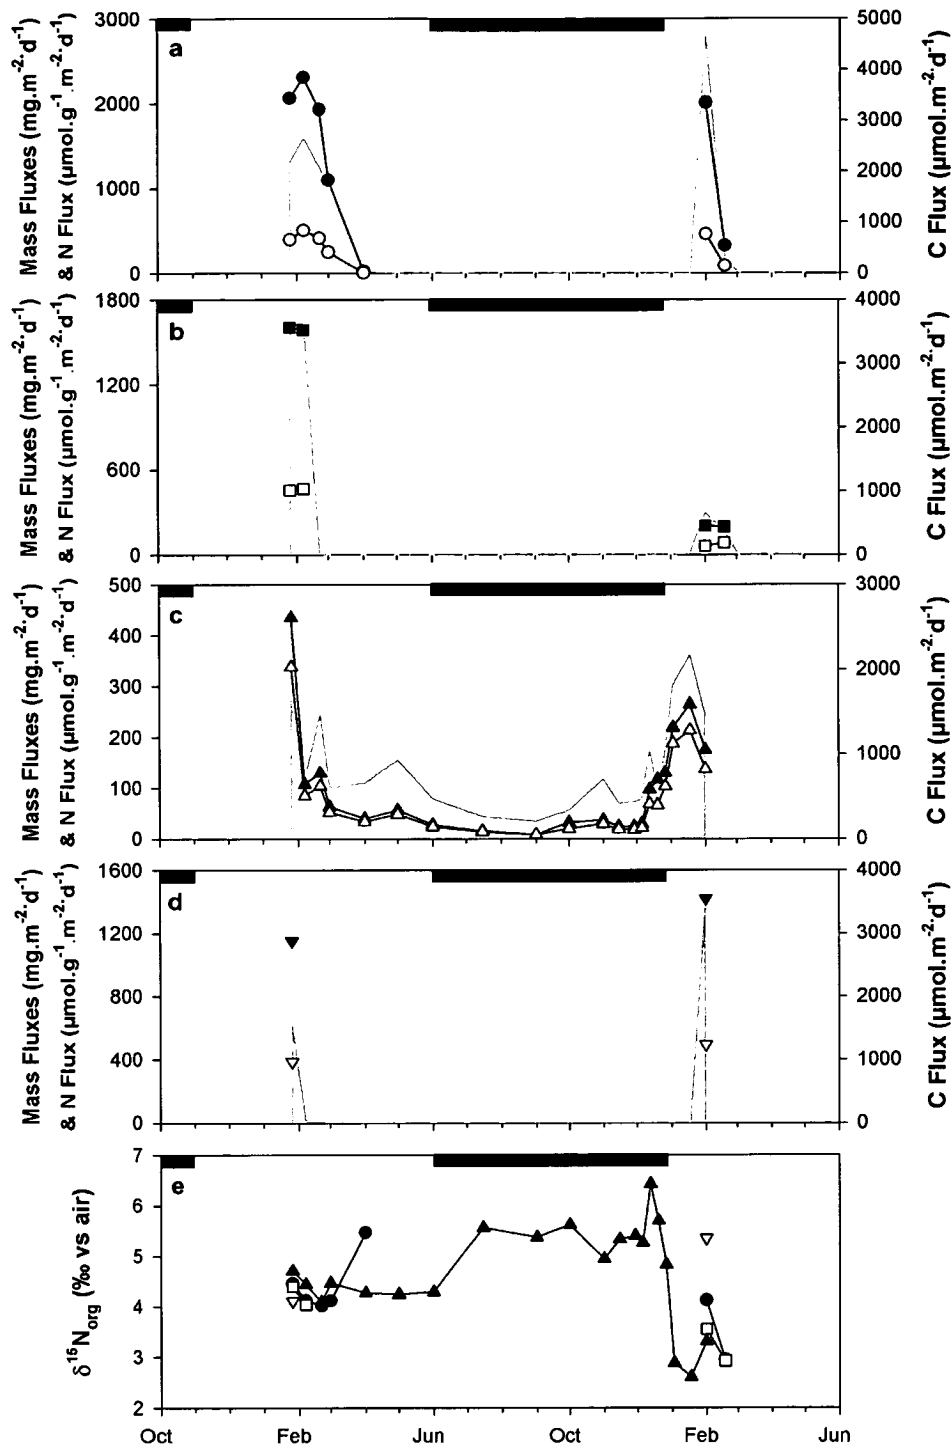 Mass Fluxes (mg.m-2.d-1)
& N Flux (µmol.g-1.m-2.d-1)
3000
2000
1000
0
a
5000
4000
3000
2000
1000
0
C Flux (µmol.m-2.d-1)
Mass Fluxes (mg.m-2.d-1)
& N Flux (µmol.g-1.m-2.d-1)
1800
1200
600
0
b
4000
3000
2000
1000
0
C Flux (µmol.m-2.d-1)
Mass Fluxes (mg.m-2.d-1)
& N Flux (µmol.g-1.m-2.d-1)
500
400
300
200
100
0
c
3000
2000
1000
0
C Flux (µmol.m-2.d-1)
Mass Fluxes (mg.m-2.d-1)
& N Flux (µmol.g-1.m-2.d-1)
1600
1200
800
400
0
d
4000
3000
2000
1000
0
C Flux (µmol.m-2.d-1)
δ15Norg (‰ vs air)
7
6
5
4
3
2
e
Oct Feb Jun Oct Feb Jun